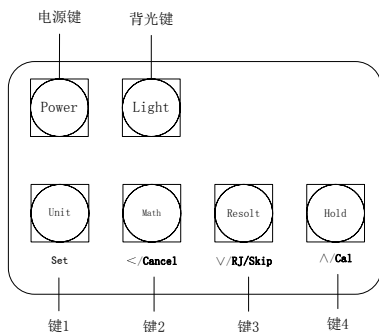 电源键 背光键
Power Light
Unit Math Resolt Hold
Set </Cancel ∨/RJ/Skip ∧/Cal
键1 键2 键3 键4